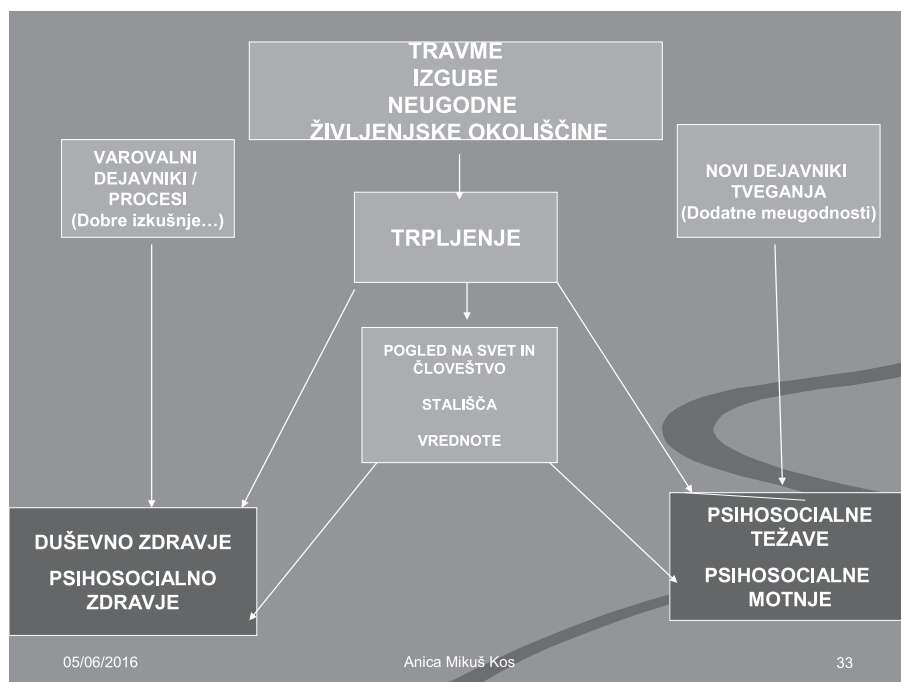 TRAVME
IZGUBE
NEUGODNE
ŽIVLJENJSKE OKOLIŠČINE
VAROVALNI
DEJAVNIKI /
PROCESI
(Dobre izkušnje…)
NOVI DEJAVNIKI
TVEGANJA
(Dodatne meugodnosti)
TRPLJENJE
POGLED NA SVET IN
ČLOVEŠTVO
STALIŠČA
VREDNOTE
DUŠEVNO ZDRAVJE
PSIHOSOCIALNO
ZDRAVJE
PSIHOSOCIALNE
TEŽAVE
PSIHOSOCIALNE
MOTNJE
05/06/2016
Anica Mikuš Kos
33